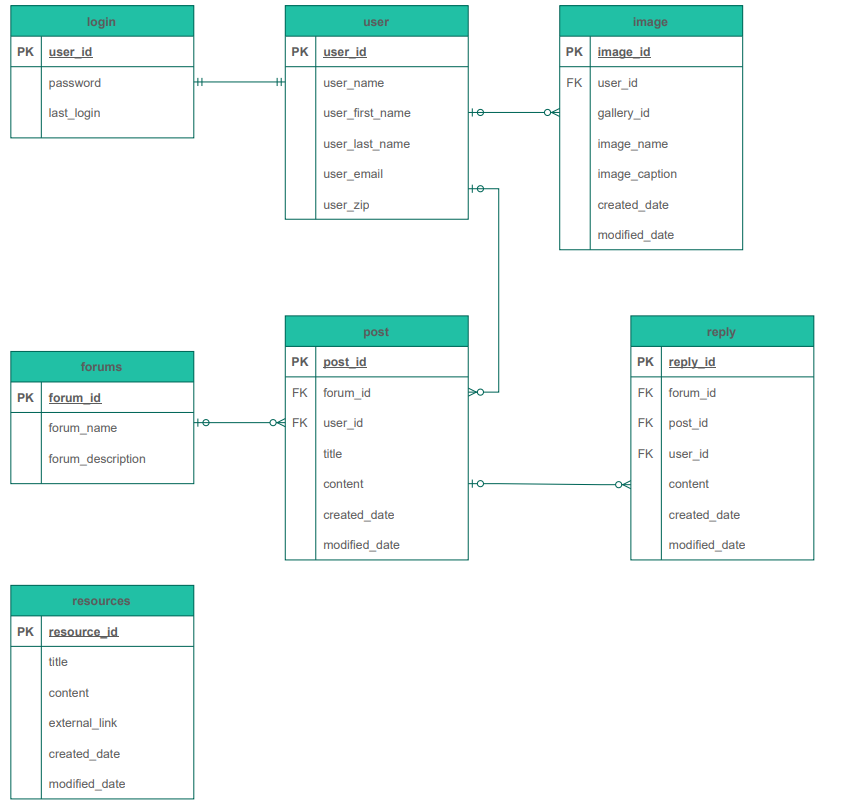 login
PK user_id
password
last_login
user
PK user_id
user_name
user_first_name
user_last_name
user_email
user_zip
image
PK image_id
FK user_id
gallery_id
image_name
image_caption
created_date
modified_date
forums
PK forum_id
forum_name
forum_description
post
PK post_id
FK forum_id
FK user_id
title
content
created_date
modified_date
reply
PK reply_id
FK forum_id
FK post_id
FK user_id
content
created_date
modified_date
resources
PK resource_id
title
content
external_link
created_date
modified_date